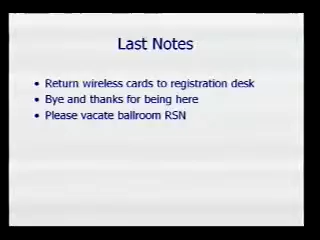 Last Notes
• Return wireless cards to registration desk
• Bye and thanks for being here
• Please vacate ballroom RSN